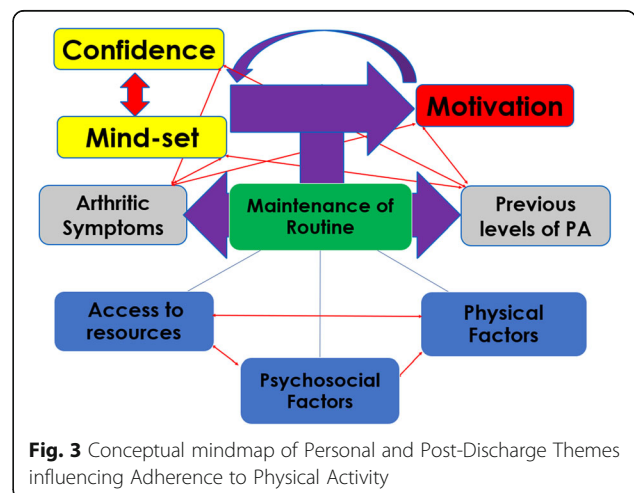 Confidence
Motivation
Mind-set
Arthritic
Symptoms
Maintenance of
Routine
Previous
levels of PA
Access to
resources
Physical
Factors
Psychosocial
Factors
Fig. 3 Conceptual mindmap of Personal and Post-Discharge Themes
influencing Adherence to Physical Activity